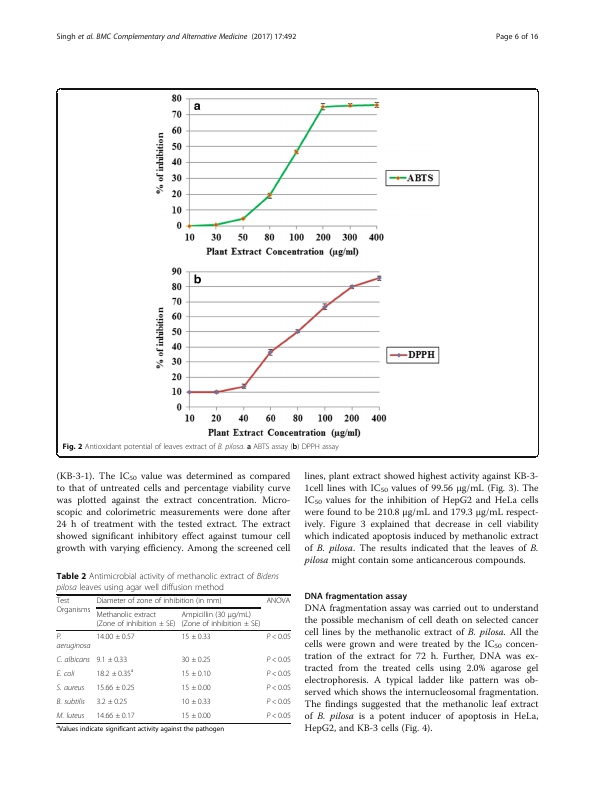 Singh et al. BMC Complementary and Alternative Medicine (2017) 17:492
Page 6 of 16
a
80
70
60
50
40
30
20
10
0
% of inhibition
10 30 50 80 100 200 300 400
Plant Extract Concentration (µg/ml)
ABTS
b
90
80
70
60
50
40
30
20
10
0
% of inhibition
10 20 40 60 80 100 200 400
Plant Extract Concentration (µg/ml)
DPPH
Fig. 2 Antioxidant potential of leaves extract of B. pilosa. a ABTS assay (b) DPPH assay
(KB-3-1). The IC50 value was determined as compared
to that of untreated cells and percentage viability curve
was plotted against the extract concentration. Micro-
scopic and colorimetric measurements were done after
24 h of treatment with the tested extract. The extract
showed significant inhibitory effect against tumour cell
growth with varying efficiency. Among the screened cell
Table 2 Antimicrobial activity of methanolic extract of Bidens
pilosa leaves using agar well diffusion method
Test Organisms Diameter of zone of inhibition (in mm) ANOVA
Methanolic extract (Zone of inhibition ± SE) Ampicillin (30 µg/mL) (Zone of inhibition ± SE)
P. aeruginosa 14.00 ± 0.57 15 ± 0.33 P < 0.05
C. albicans 9.1 ± 0.33 30 ± 0.25 P < 0.05
E. coli 18.2 ± 0.35a 15 ± 0.10 P < 0.05
S. aureus 15.66 ± 0.25 15 ± 0.00 P < 0.05
B. subtilis 3.2 ± 0.25 10 ± 0.33 P < 0.05
M. luteus 14.66 ± 0.17 15 ± 0.00 P < 0.05
aValues indicate significant activity against the pathogen
lines, plant extract showed highest activity against KB-3-
1cell lines with IC50 values of 99.56 µg/mL (Fig. 3). The
IC50 values for the inhibition of HepG2 and HeLa cells
were found to be 210.8 µg/mL and 179.3 µg/mL respect-
ively. Figure 3 explained that decrease in cell viability
which indicated apoptosis induced by methanolic extract
of B. pilosa. The results indicated that the leaves of B.
pilosa might contain some anticancerous compounds.
DNA fragmentation assay
DNA fragmentation assay was carried out to understand
the possible mechanism of cell death on selected cancer
cell lines by the methanolic extract of B. pilosa. All the
cells were grown and were treated by the IC50 concen-
tration of the extract for 72 h. Further, DNA was ex-
tracted from the treated cells using 2.0% agarose gel
electrophoresis. A typical ladder like pattern was ob-
served which shows the internucleosomal fragmentation.
The findings suggested that the methanolic leaf extract
of B. pilosa is a potent inducer of apoptosis in HeLa,
HepG2, and KB-3 cells (Fig. 4).